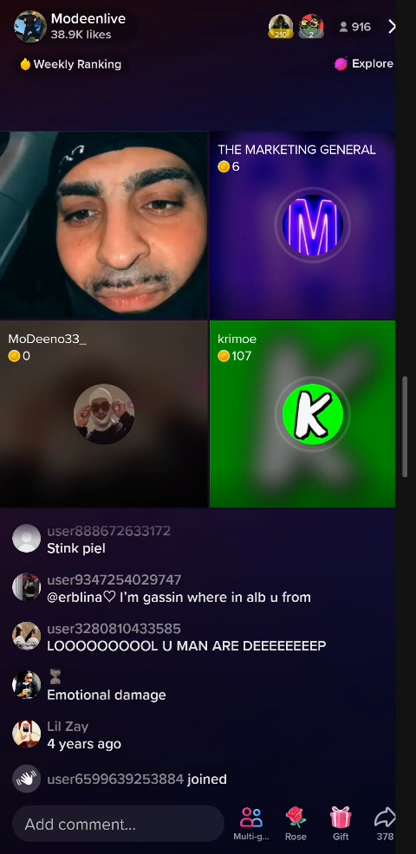 Modeenlive
38.9K likes
210
2
916
Weekly Ranking
Explore
THE MARKETING GENERAL
6
M
MoDeeno33_
0
krimoe
107
K
user888672633172
Stink piel
user9347254029747
@erblina♡ I'm gassin where in alb u from
user3280810433585
LOOOOOOOOOL U MAN ARE DEEEEEEEEP
⏳
Emotional damage
Lil Zay
4 years ago
user6599639253884 joined
Add comment...
Multi-g...
Rose
Gift
378